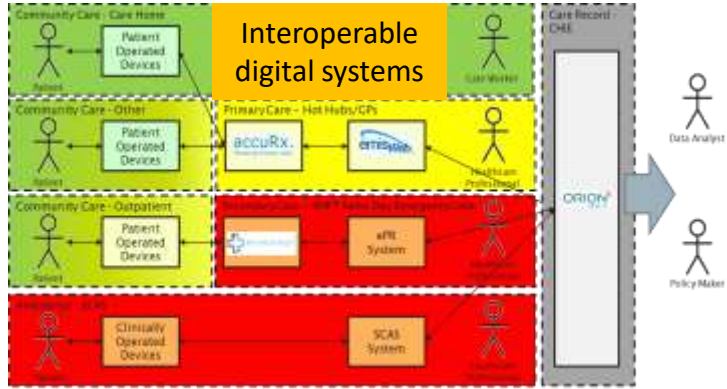 Community Care - Care Home
Patient
Operated
Devices
Patient
Interoperable
digital systems
Care Worker
Care Record -
CHIE
Community Care - Other
Patient
Operated
Devices
Patient
Primary Care - Hot Hubs/GPs
accuRx.
emisWeb
Healthcare
Professional
Community Care - Outpatient
Patient
Operated
Devices
Patient
ePR
System
Clinically
Operated
Devices
SCAS
System
ORION
Data Analyst
Policy Maker